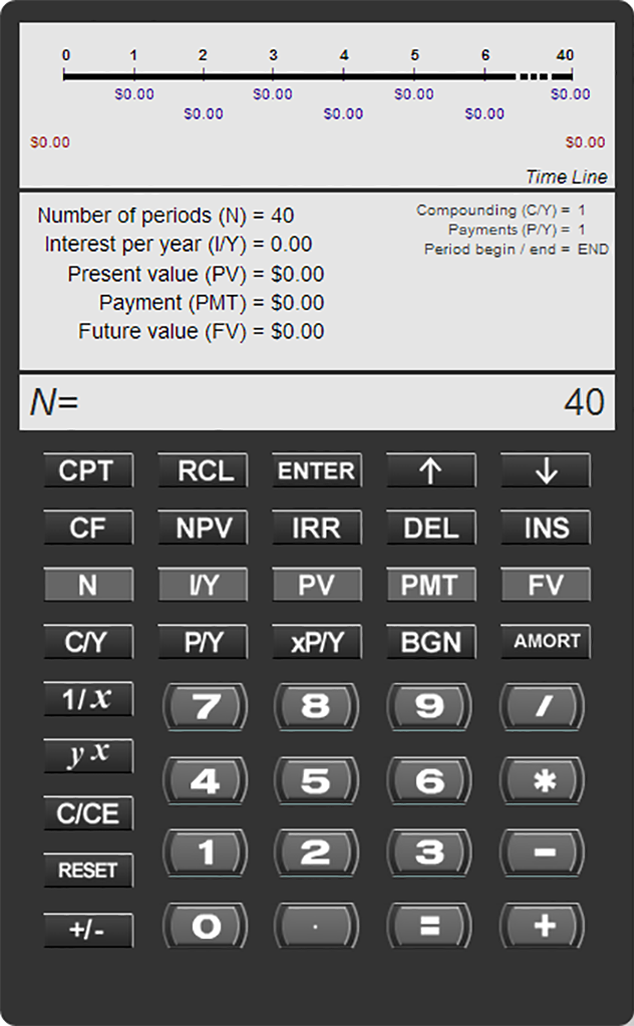 0 1 2 3 4 5 6 40
$0.00 $0.00 $0.00 $0.00
$0.00 $0.00 $0.00
$0.00 $0.00
Time Line
Number of periods (N) = 40
Interest per year (I/Y) = 0.00
Present value (PV) = $0.00
Payment (PMT) = $0.00
Future value (FV) = $0.00
Compounding (C/Y) = 1
Payments (P/Y) = 1
Period begin / end = END
N= 40
CPT RCL ENTER ↑ ↓
CF NPV IRR DEL INS
N I/Y PV PMT FV
C/Y P/Y xP/Y BGN AMORT
1/x 7 8 9 /
y x 4 5 6 *
C/CE 1 2 3 -
RESET
+/- 0 . = +